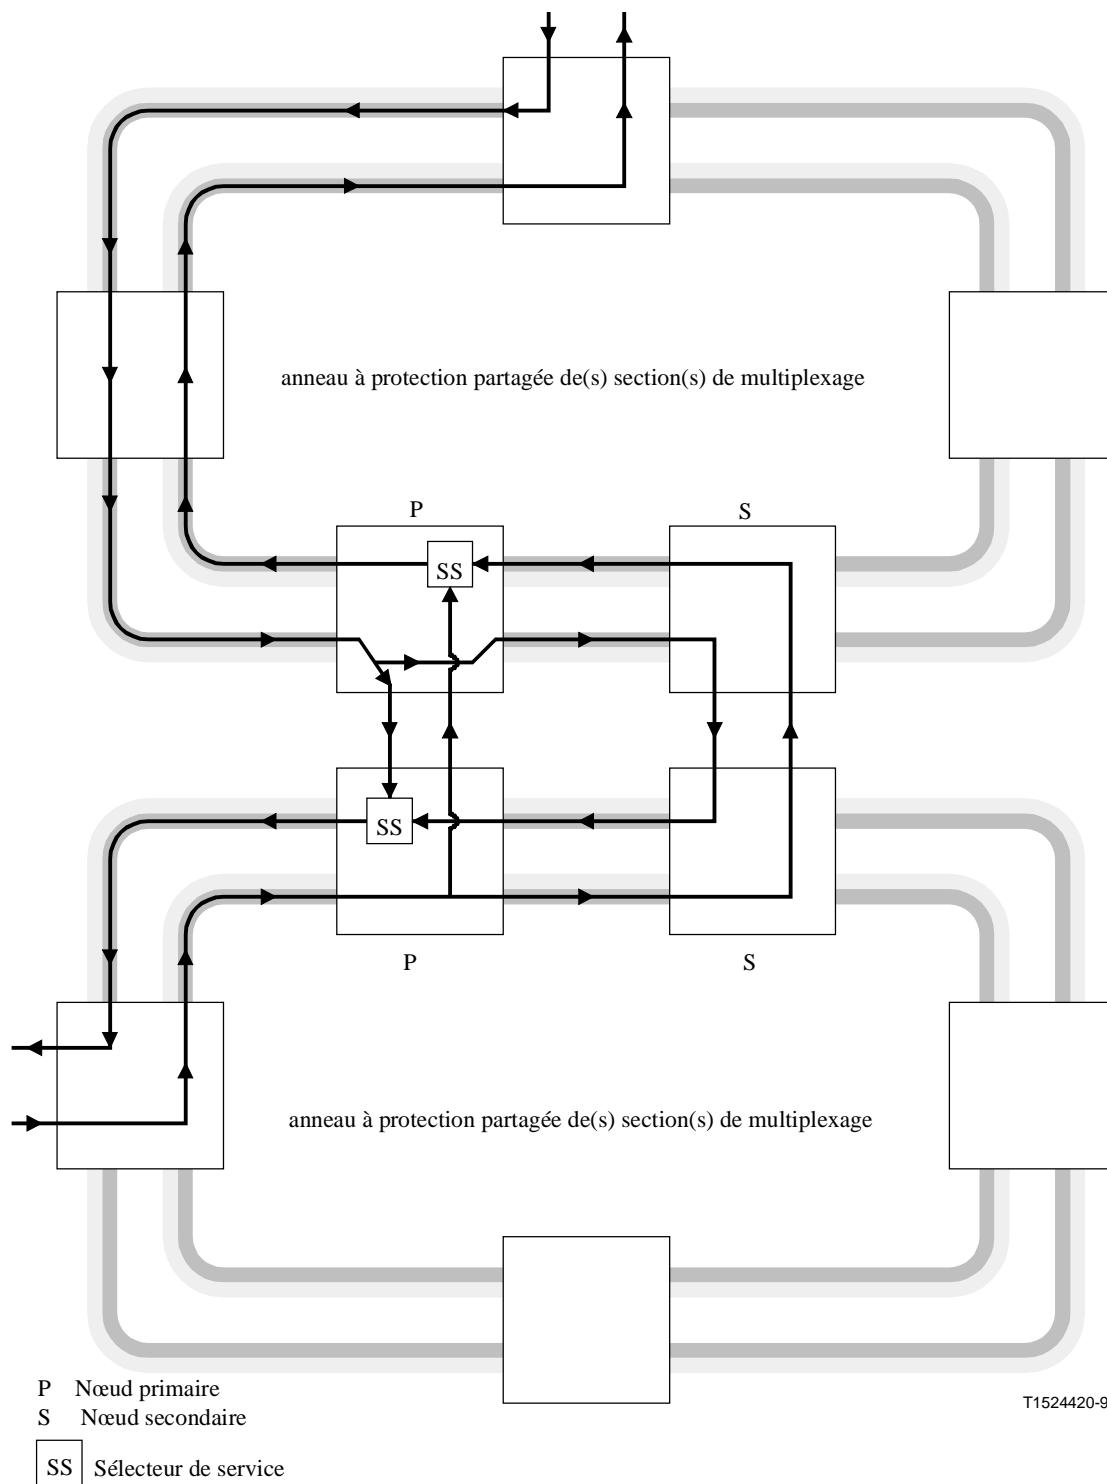 anneau à protection partagée de(s) section(s) de multiplexage
P
S
SS
SS
P
S
anneau à protection partagée de(s) section(s) de multiplexage
P Nœud primaire
T1524420-9
S Nœud secondaire
SS Sélecteur de service